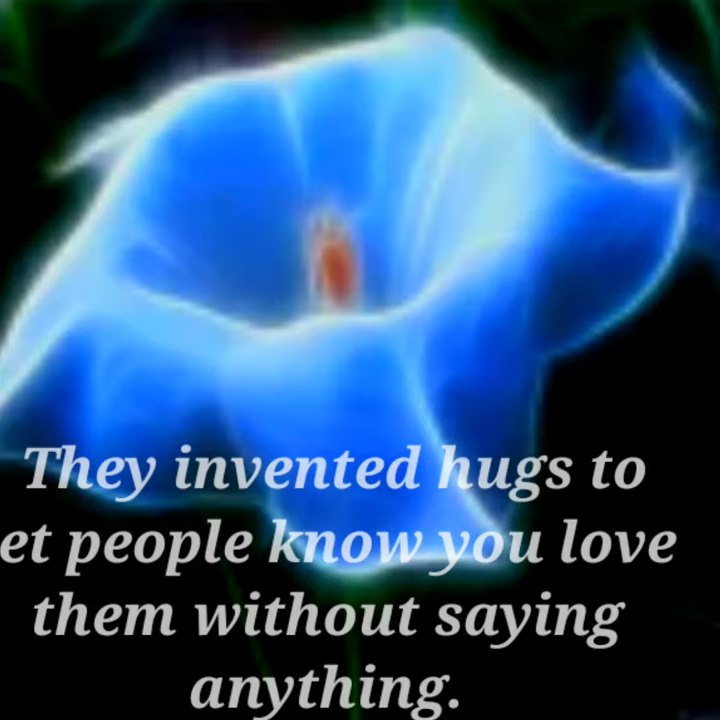 They invented hugs to
et people know you love
them without saying
anything.